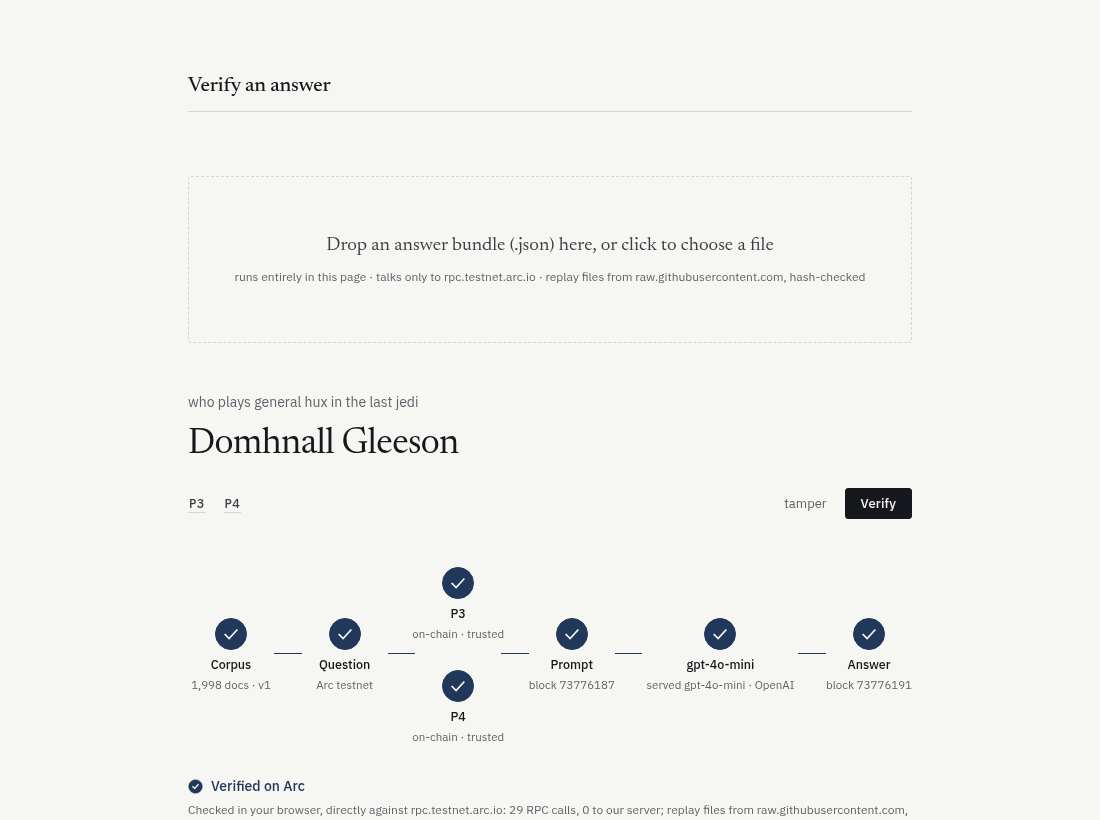 Verify an answer
Drop an answer bundle (.json) here, or click to choose a file
runs entirely in this page · talks only to rpc.testnet.arc.io · replay files from raw.githubusercontent.com, hash-checked
who plays general hux in the last jedi
Domhnall Gleeson
P3 P4 tamper Verify
P3
on-chain · trusted
Corpus Question Prompt gpt-4o-mini Answer
1,998 docs · v1 Arc testnet block 73776187 served gpt-4o-mini · OpenAI block 73776191
P4
on-chain · trusted
Verified on Arc
Checked in your browser, directly against rpc.testnet.arc.io: 29 RPC calls, 0 to our server; replay files from raw.githubusercontent.com,